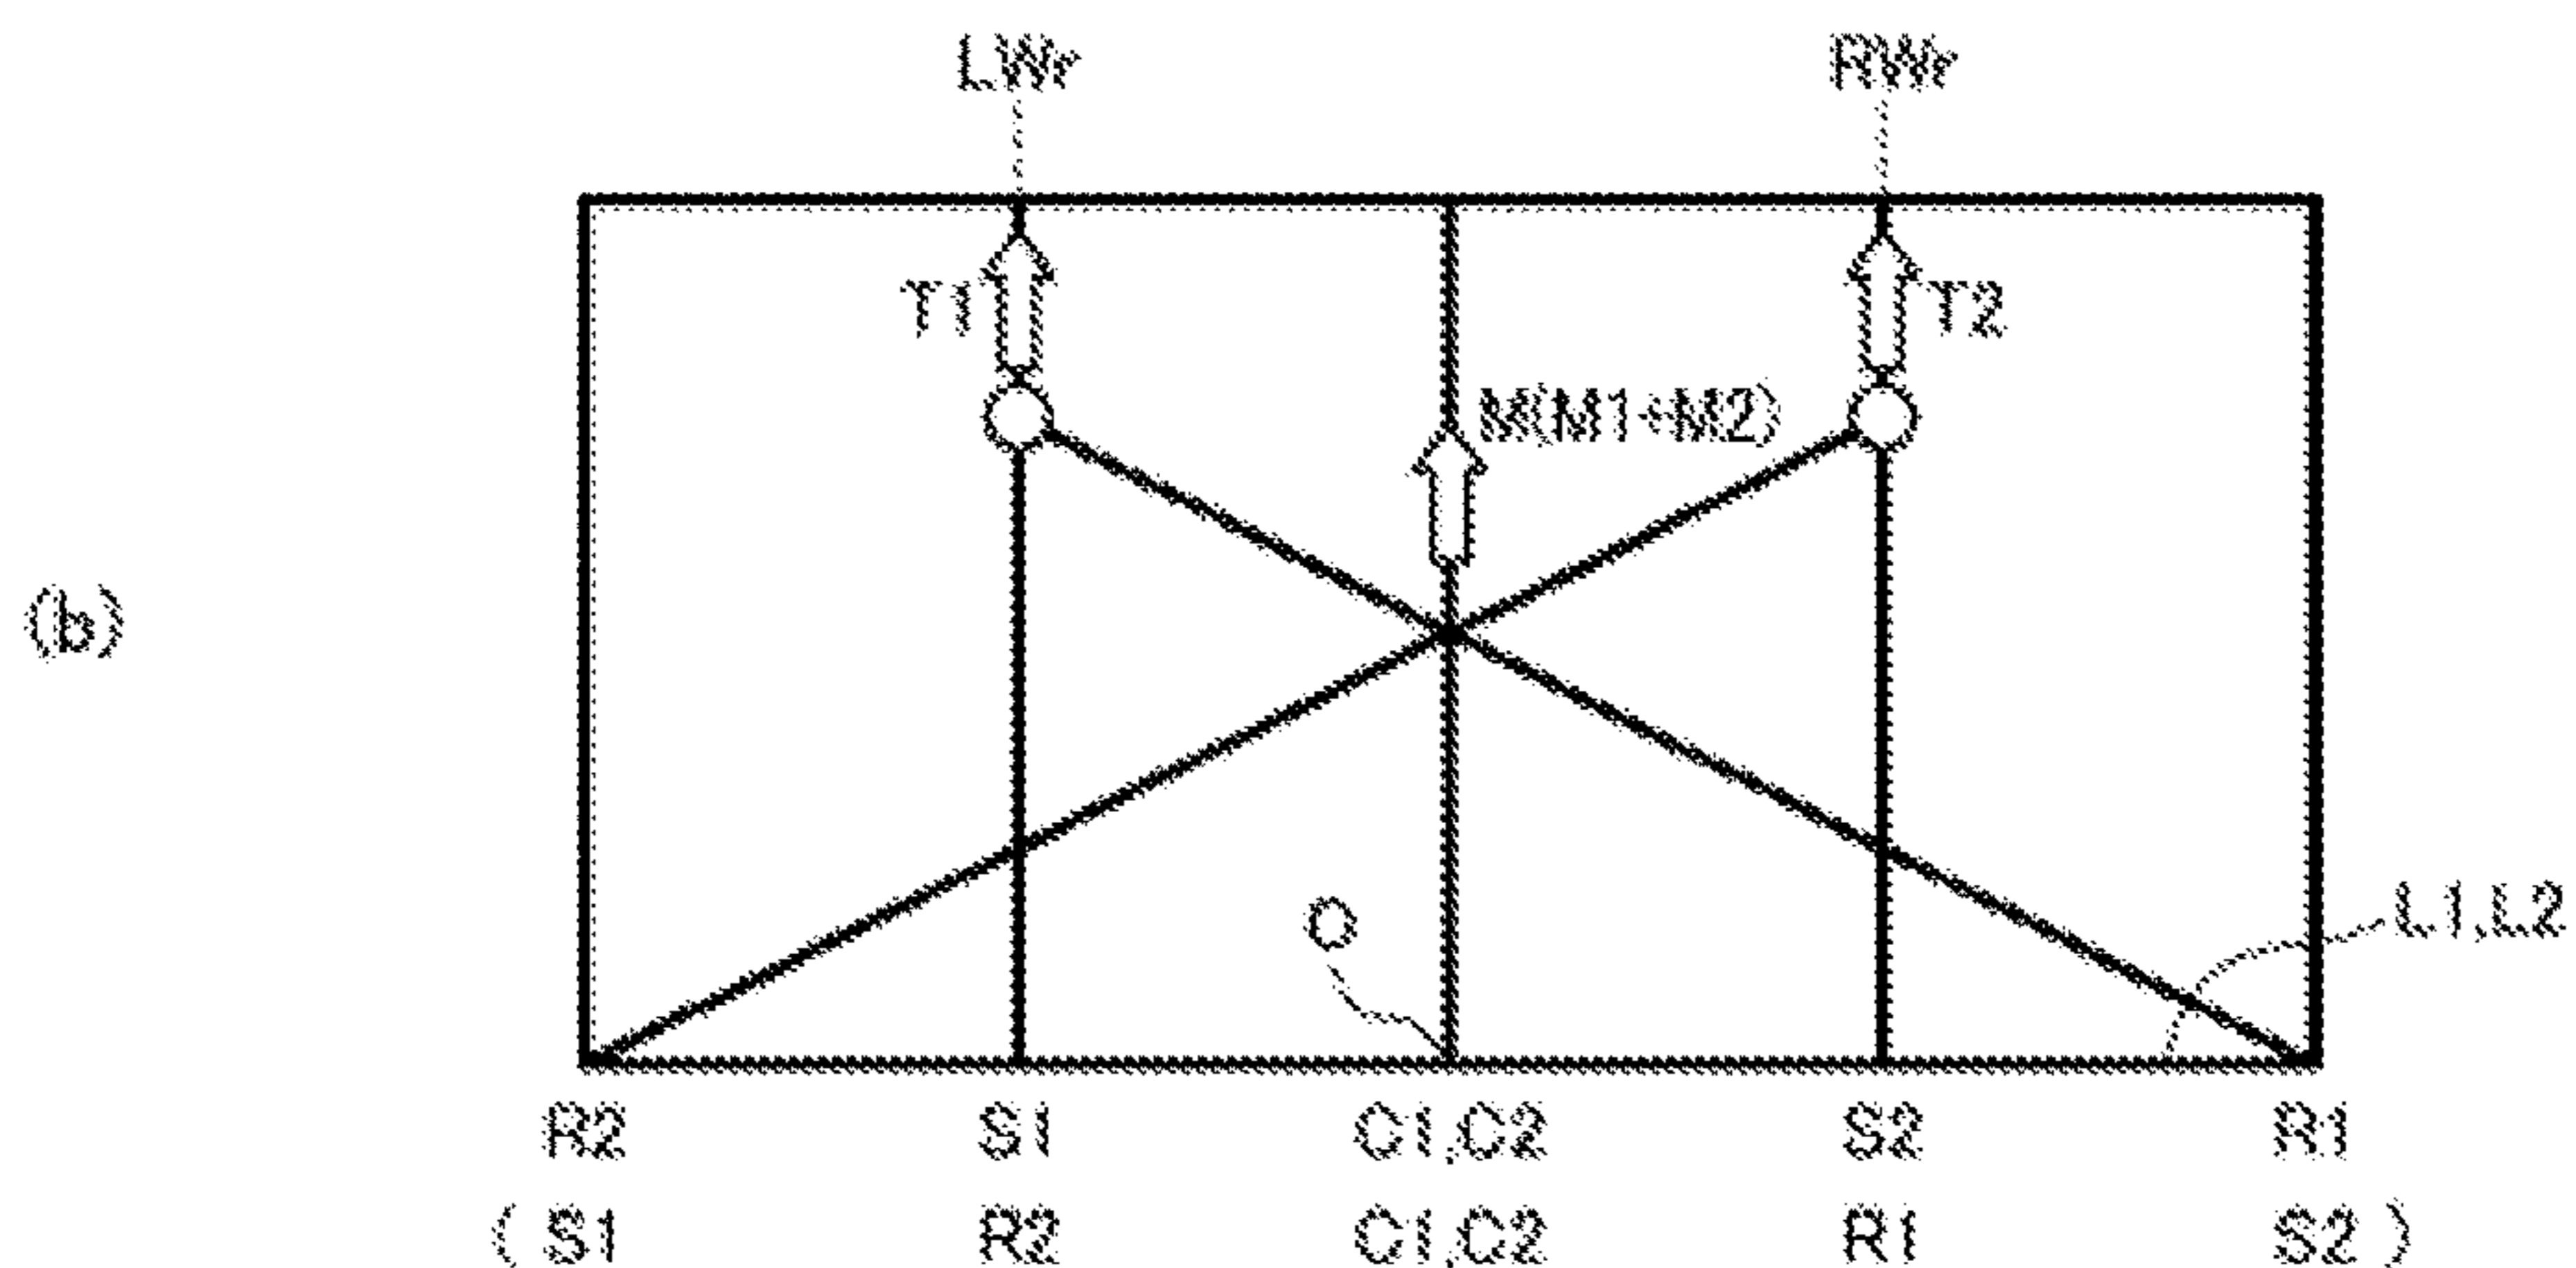 LWr RWr
T1 T2
M(M1+M2)
(b)
O
L1,L2
R2 S1 C1,C2 S2 R1
( S1 R2 C1,C2 R1 S2 )